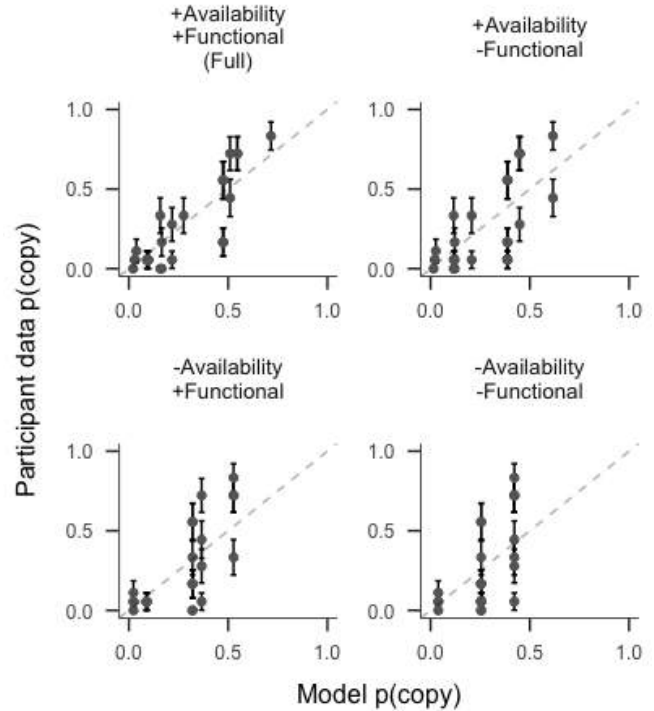 +Availability
+Functional
(Full)
+Availability
-Functional
1.0
0.5
0.0
0.0 0.5 1.0
1.0
0.5
0.0
0.0 0.5 1.0
Participant data p(copy)
-Availability
+Functional
-Availability
-Functional
1.0
0.5
0.0
0.0 0.5 1.0
1.0
0.5
0.0
0.0 0.5 1.0
Model p(copy)